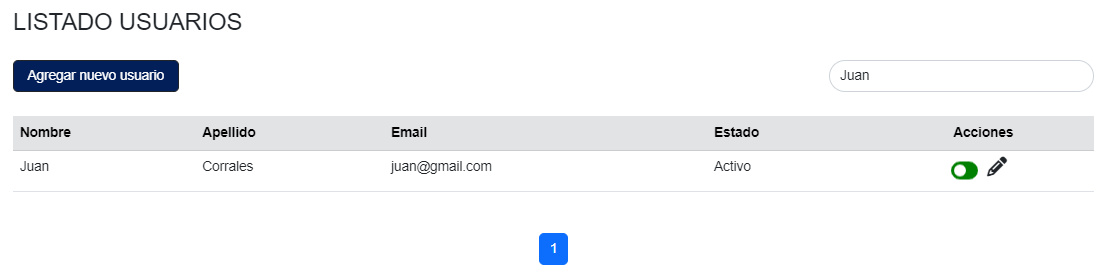 LISTADO USUARIOS
Agregar nuevo usuario
Juan
Nombre Apellido Email Estado Acciones
Juan Corrales juan@gmail.com Activo
1